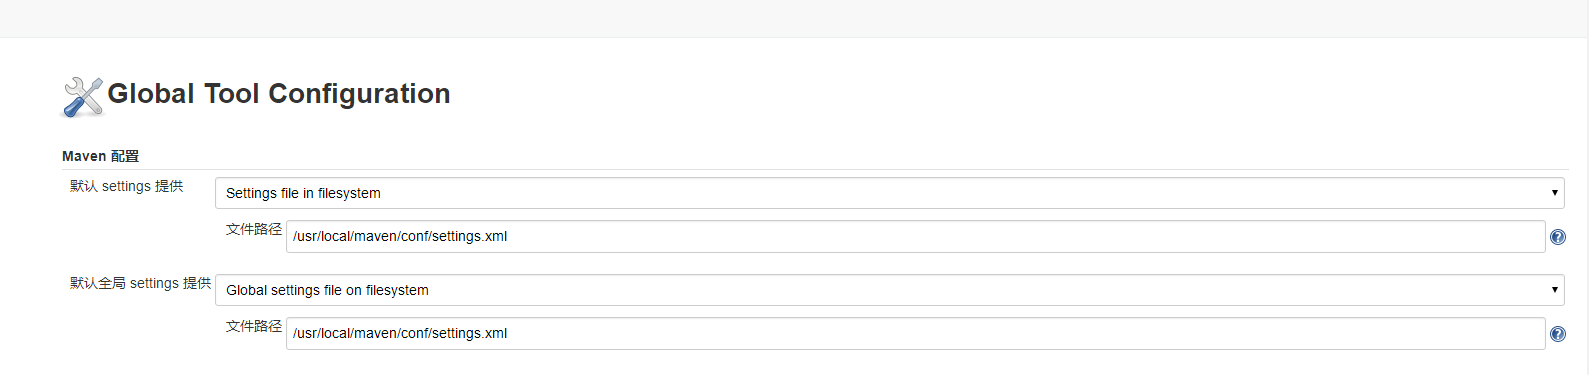 Global Tool Configuration
Maven 配置
默认 settings 提供
Settings file in filesystem
文件路径
/usr/local/maven/conf/settings.xml
默认全局 settings 提供
Global settings file on filesystem
文件路径
/usr/local/maven/conf/settings.xml